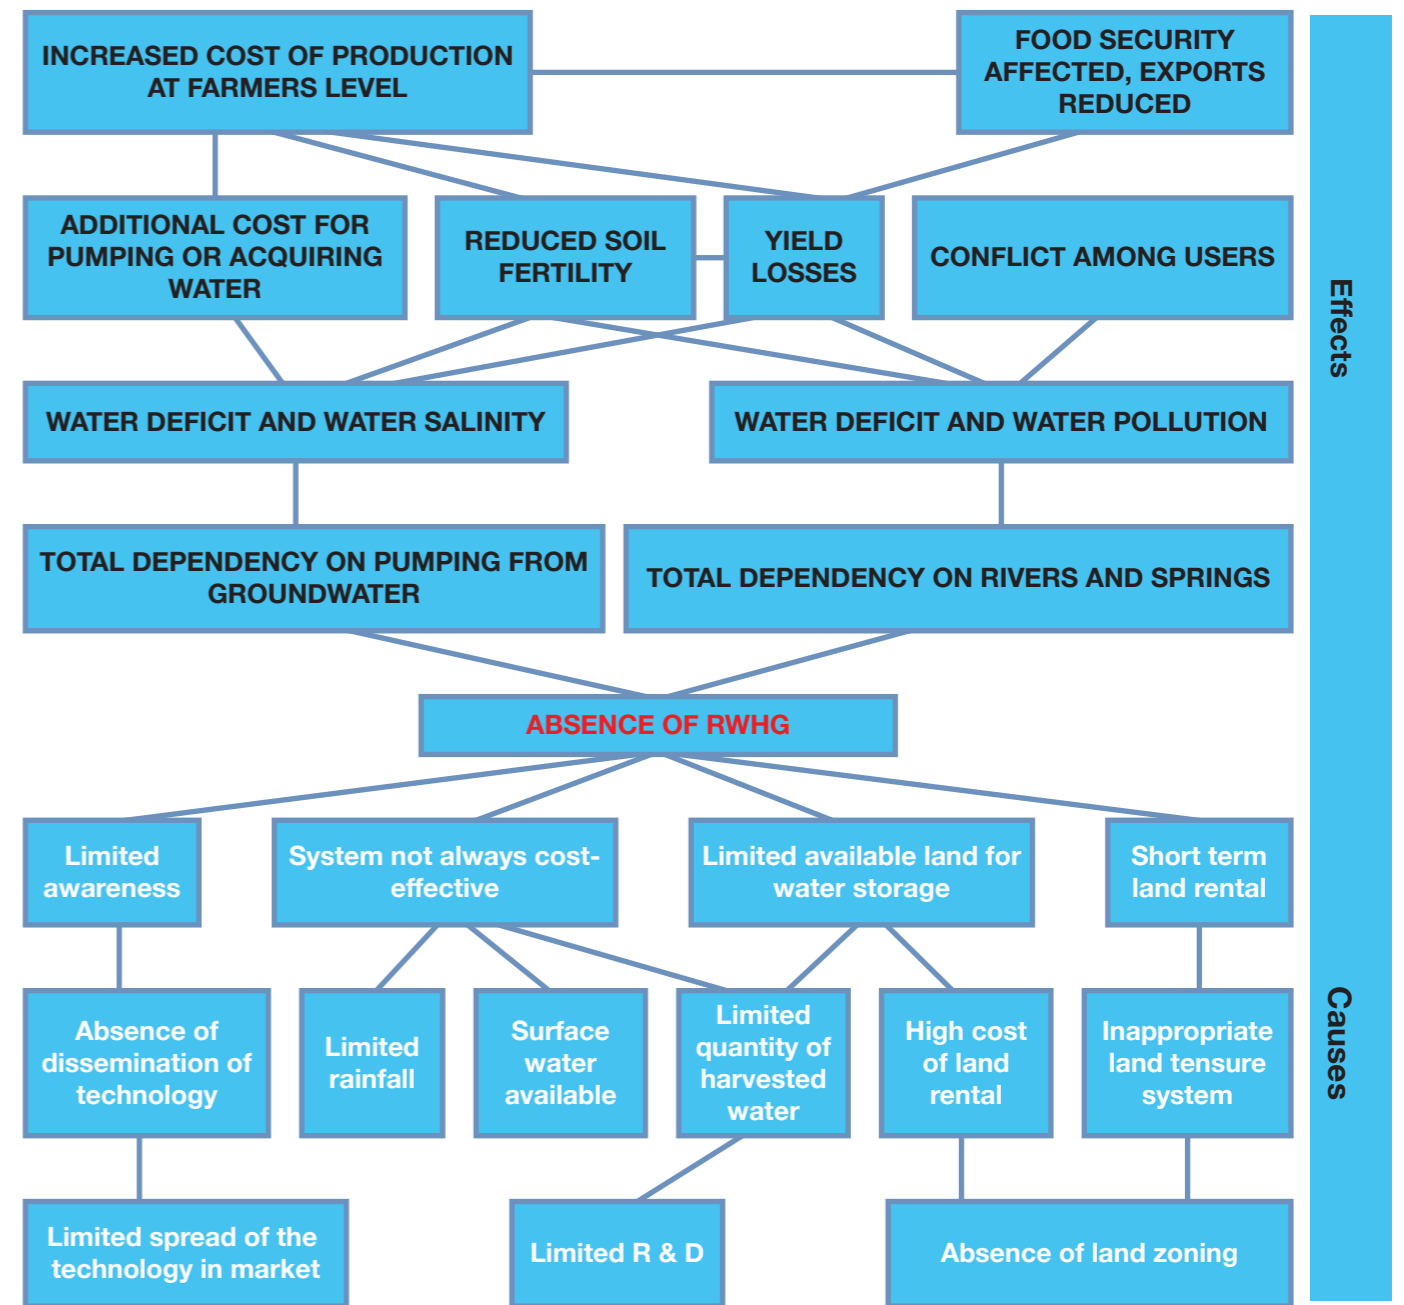 INCREASED COST OF PRODUCTION
AT FARMERS LEVEL
FOOD SECURITY
AFFECTED, EXPORTS
REDUCED
ADDITIONAL COST FOR
PUMPING OR ACQUIRING
WATER
REDUCED SOIL
FERTILITY
YIELD
LOSSES
CONFLICT AMONG USERS
Effects
WATER DEFICIT AND WATER SALINITY
WATER DEFICIT AND WATER POLLUTION
TOTAL DEPENDENCY ON PUMPING FROM
GROUNDWATER
TOTAL DEPENDENCY ON RIVERS AND SPRINGS
ABSENCE OF RWHG
Limited
awareness
System not always cost-
effective
Limited available land for
water storage
Short term
land rental
Absence of
dissemination of
technology
Limited
rainfall
Surface
water
available
Limited
quantity of
harvested
water
High cost
of land
rental
Inappropriate
land tensure
system
Causes
Limited spread of the
technology in market
Limited R & D
Absence of land zoning